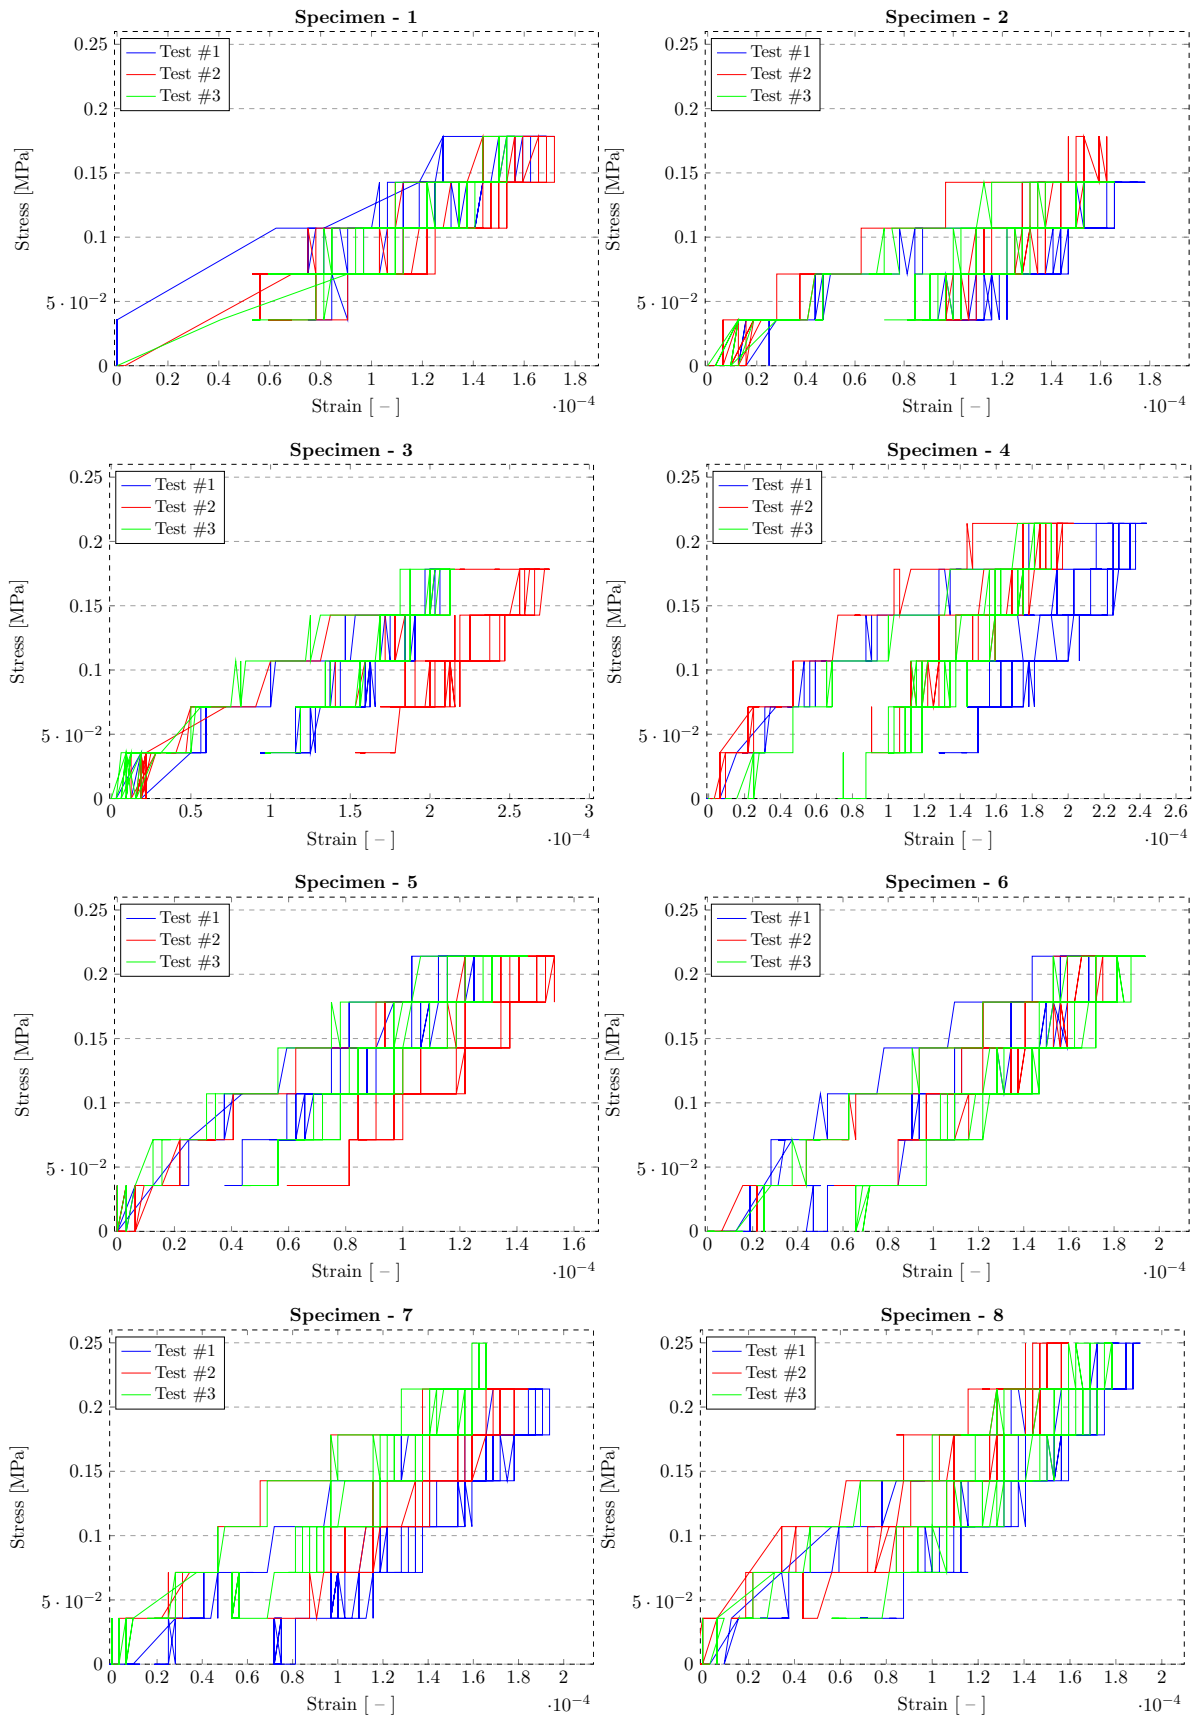 Specimen - 1
0.25
0.2
0.15
0.1
5 · 10−2
0
Stress [MPa]
Test #1
Test #2
Test #3
0 0.2 0.4 0.6 0.8 1 1.2 1.4 1.6 1.8
Strain [ – ]
·10−4
Specimen - 2
0.25
0.2
0.15
0.1
5 · 10−2
0
Stress [MPa]
Test #1
Test #2
Test #3
0 0.2 0.4 0.6 0.8 1 1.2 1.4 1.6 1.8
Strain [ – ]
·10−4
Specimen - 3
0.25
0.2
0.15
0.1
5 · 10−2
0
Stress [MPa]
Test #1
Test #2
Test #3
0 0.5 1 1.5 2 2.5 3
Strain [ – ]
·10−4
Specimen - 4
0.25
0.2
0.15
0.1
5 · 10−2
0
Stress [MPa]
Test #1
Test #2
Test #3
0 0.2 0.4 0.6 0.8 1 1.2 1.4 1.6 1.8 2 2.2 2.4 2.6
Strain [ – ]
·10−4
Specimen - 5
0.25
0.2
0.15
0.1
5 · 10−2
0
Stress [MPa]
Test #1
Test #2
Test #3
0 0.2 0.4 0.6 0.8 1 1.2 1.4 1.6
Strain [ – ]
·10−4
Specimen - 6
0.25
0.2
0.15
0.1
5 · 10−2
0
Stress [MPa]
Test #1
Test #2
Test #3
0 0.2 0.4 0.6 0.8 1 1.2 1.4 1.6 1.8 2
Strain [ – ]
·10−4
Specimen - 7
0.25
0.2
0.15
0.1
5 · 10−2
0
Stress [MPa]
Test #1
Test #2
Test #3
0 0.2 0.4 0.6 0.8 1 1.2 1.4 1.6 1.8 2
Strain [ – ]
·10−4
Specimen - 8
0.25
0.2
0.15
0.1
5 · 10−2
0
Stress [MPa]
Test #1
Test #2
Test #3
0 0.2 0.4 0.6 0.8 1 1.2 1.4 1.6 1.8 2
Strain [ – ]
·10−4